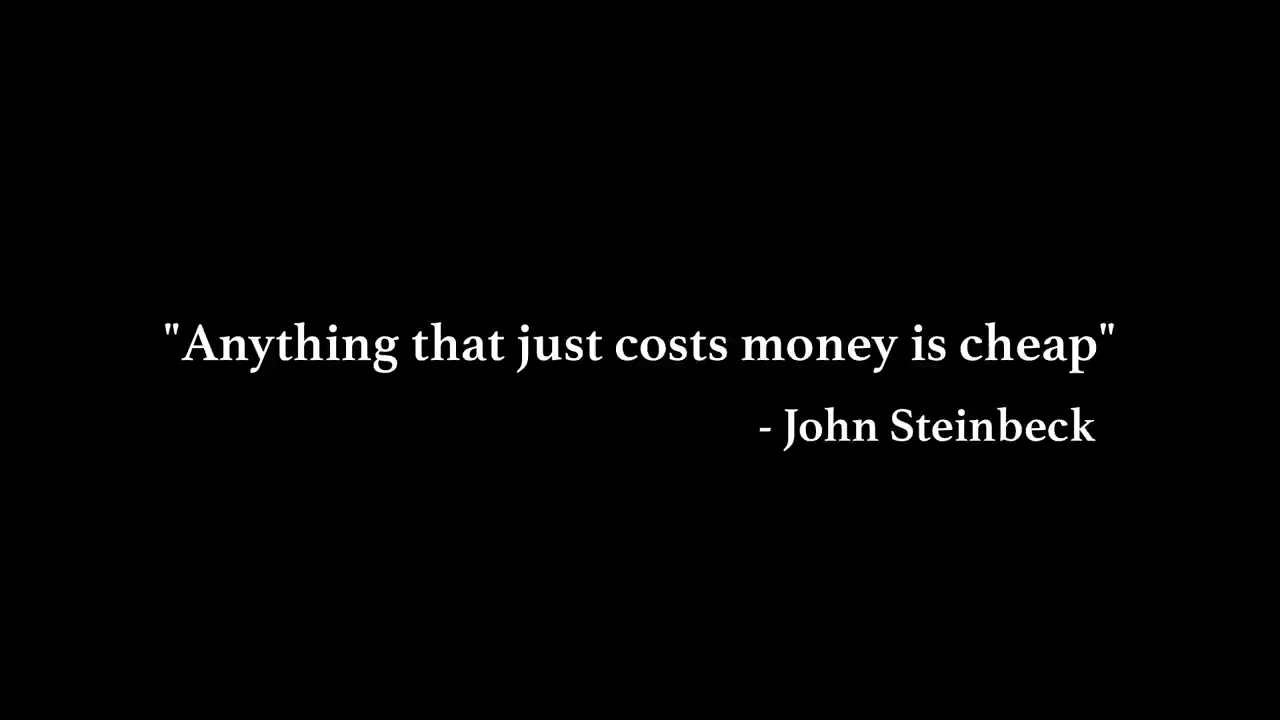 "Anything that just costs money is cheap"
- John Steinbeck